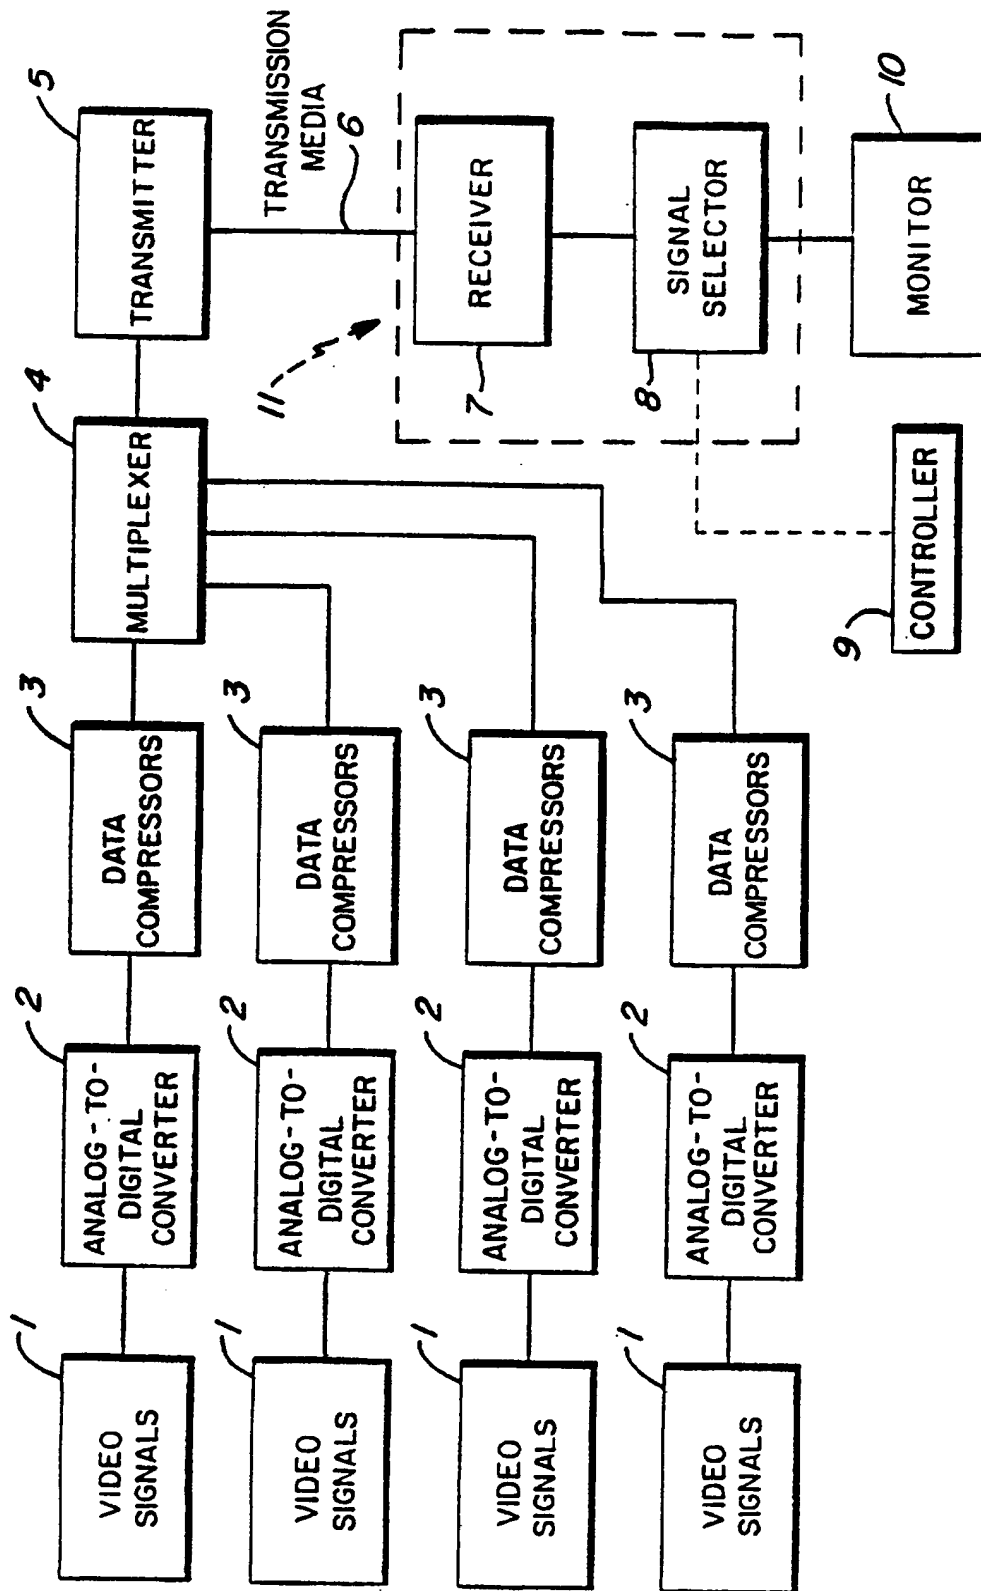 1
VIDEO
SIGNALS
2
ANALOG-TO-
DIGITAL
CONVERTER
3
DATA
COMPRESSORS
4
MULTIPLEXER
5
TRANSMITTER
1
VIDEO
SIGNALS
2
ANALOG-TO-
DIGITAL
CONVERTER
3
DATA
COMPRESSORS
1
VIDEO
SIGNALS
2
ANALOG-TO-
DIGITAL
CONVERTER
3
DATA
COMPRESSORS
1
VIDEO
SIGNALS
2
ANALOG-TO-
DIGITAL
CONVERTER
3
DATA
COMPRESSORS
TRANSMISSION
MEDIA
6
11
RECEIVER
7
SIGNAL
SELECTOR
8
9
CONTROLLER
10
MONITOR